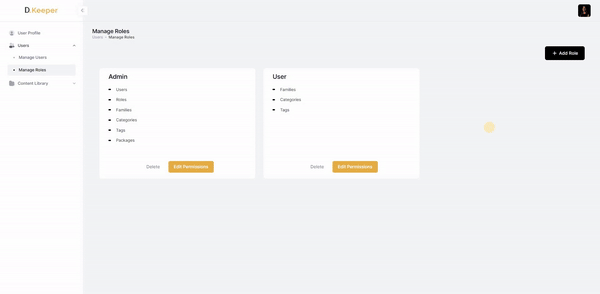 D.Keeper
User Profile
Users
Manage Users
Manage Roles
Content Library
Manage Roles
Users - Manage Roles
+ Add Role
Admin
Users
Roles
Families
Categories
Tags
Packages
Delete
Edit Permissions
User
Families
Categories
Tags
Delete
Edit Permissions